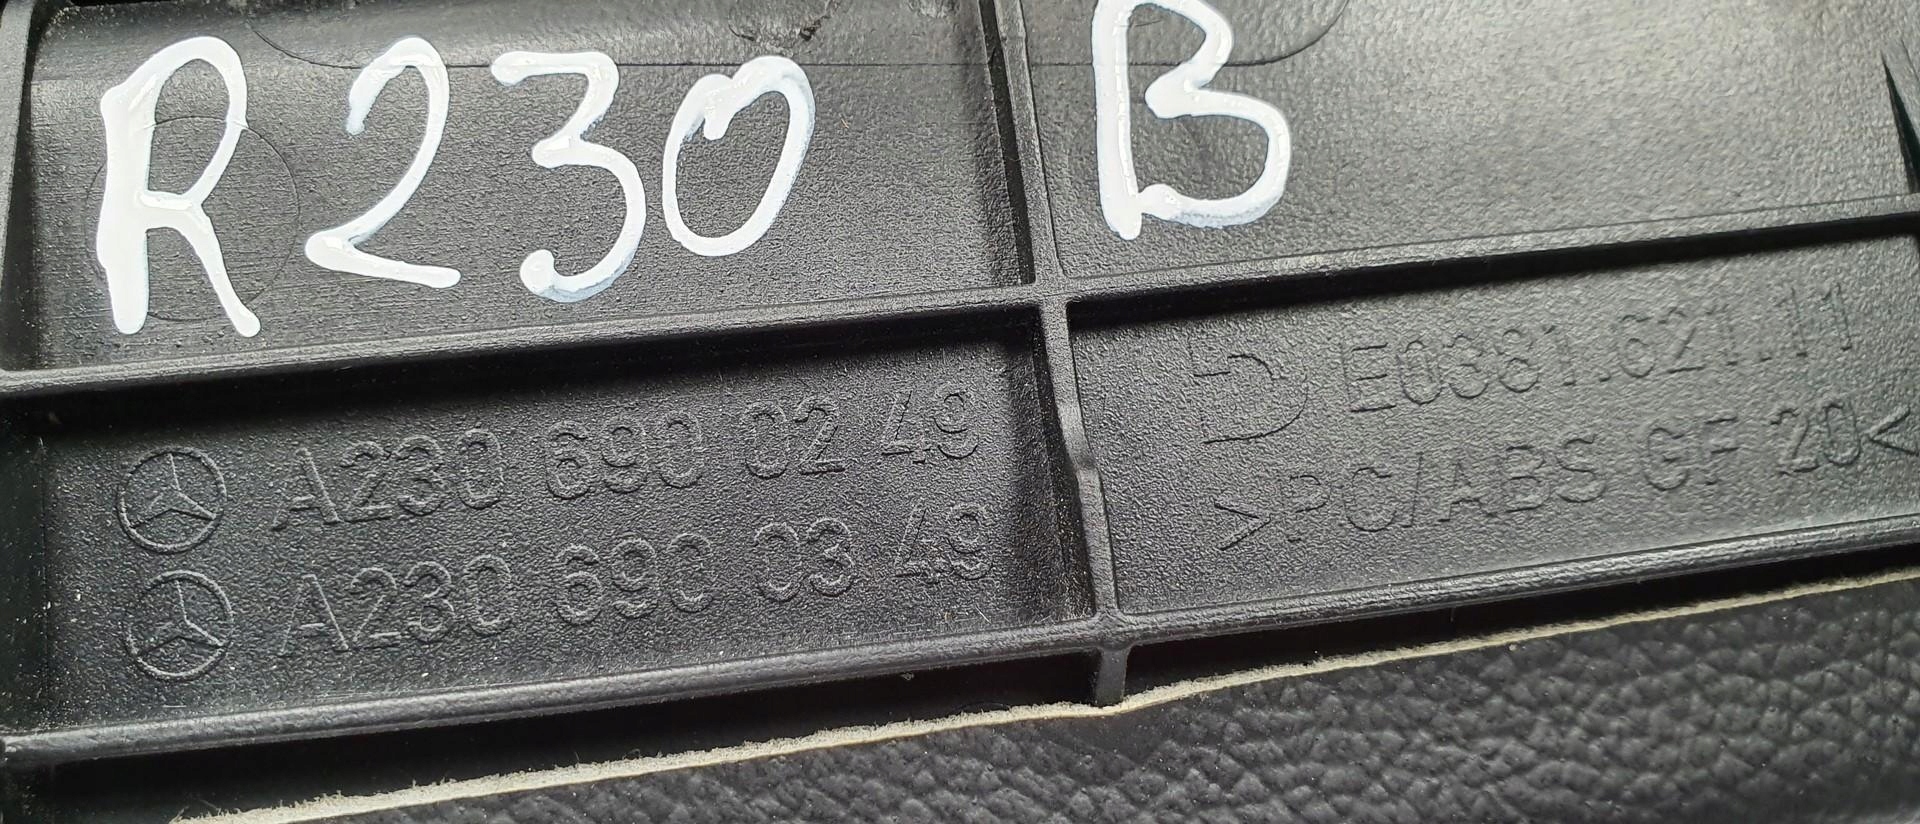 R230 B
A230 690 02 49
A230 690 03 49
E0381.621.11
>PC/ABS GF 20<